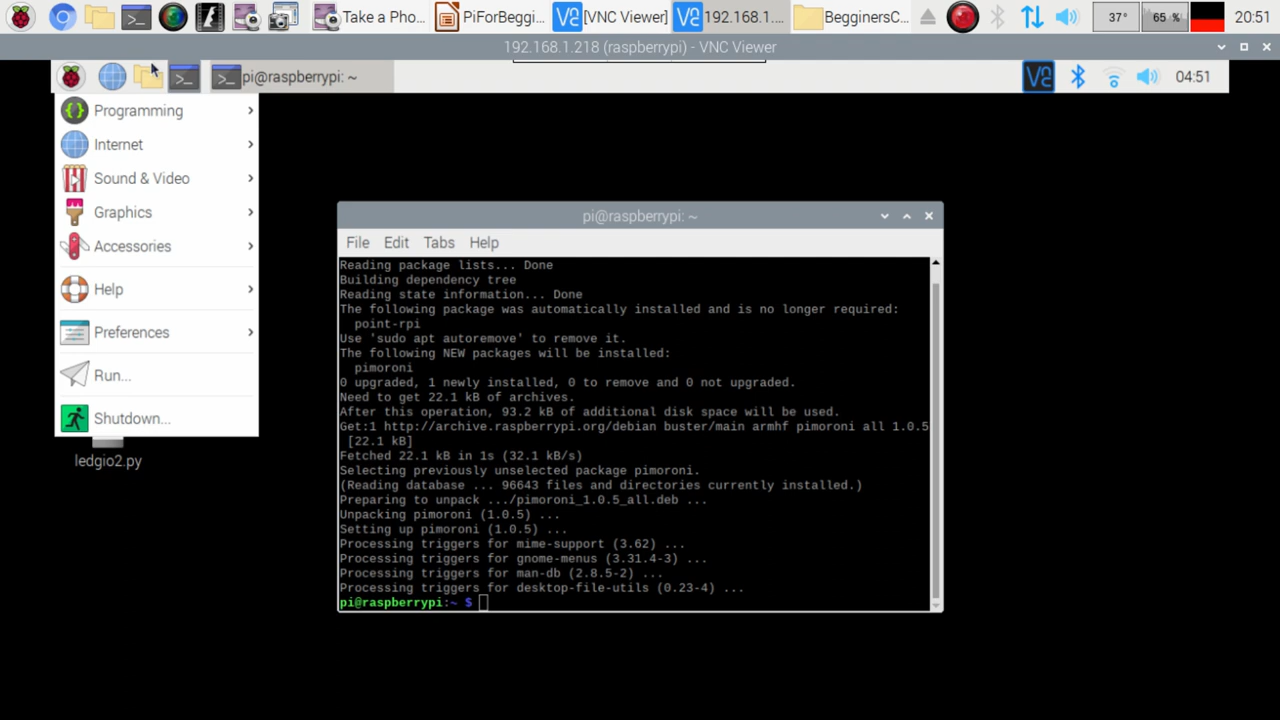 Take a Pho...
PiForBeggi...
[VNC Viewer]
192.168.1....
BegginersC...
37°
65 %
20:51
192.168.1.218 (raspberrypi) - VNC Viewer
pi@raspberrypi: ~
04:51
Programming
Internet
Sound & Video
Graphics
Accessories
Help
Preferences
Run...
Shutdown...
ledgio2.py
pi@raspberrypi: ~
File Edit Tabs Help
Reading package lists... Done
Building dependency tree
Reading state information... Done
The following package was automatically installed and is no longer required:
point-rpi
Use 'sudo apt autoremove' to remove it.
The following NEW packages will be installed:
pimoroni
0 upgraded, 1 newly installed, 0 to remove and 0 not upgraded.
Need to get 22.1 kB of archives.
After this operation, 93.2 kB of additional disk space will be used.
Get:1 http://archive.raspberrypi.org/debian buster/main armhf pimoroni all 1.0.5
[22.1 kB]
Fetched 22.1 kB in 1s (32.1 kB/s)
Selecting previously unselected package pimoroni.
(Reading database ... 96643 files and directories currently installed.)
Preparing to unpack .../pimoroni_1.0.5_all.deb ...
Unpacking pimoroni (1.0.5) ...
Setting up pimoroni (1.0.5) ...
Processing triggers for mime-support (3.62) ...
Processing triggers for gnome-menus (3.31.4-3) ...
Processing triggers for man-db (2.8.5-2) ...
Processing triggers for desktop-file-utils (0.23-4) ...
pi@raspberrypi:~ $